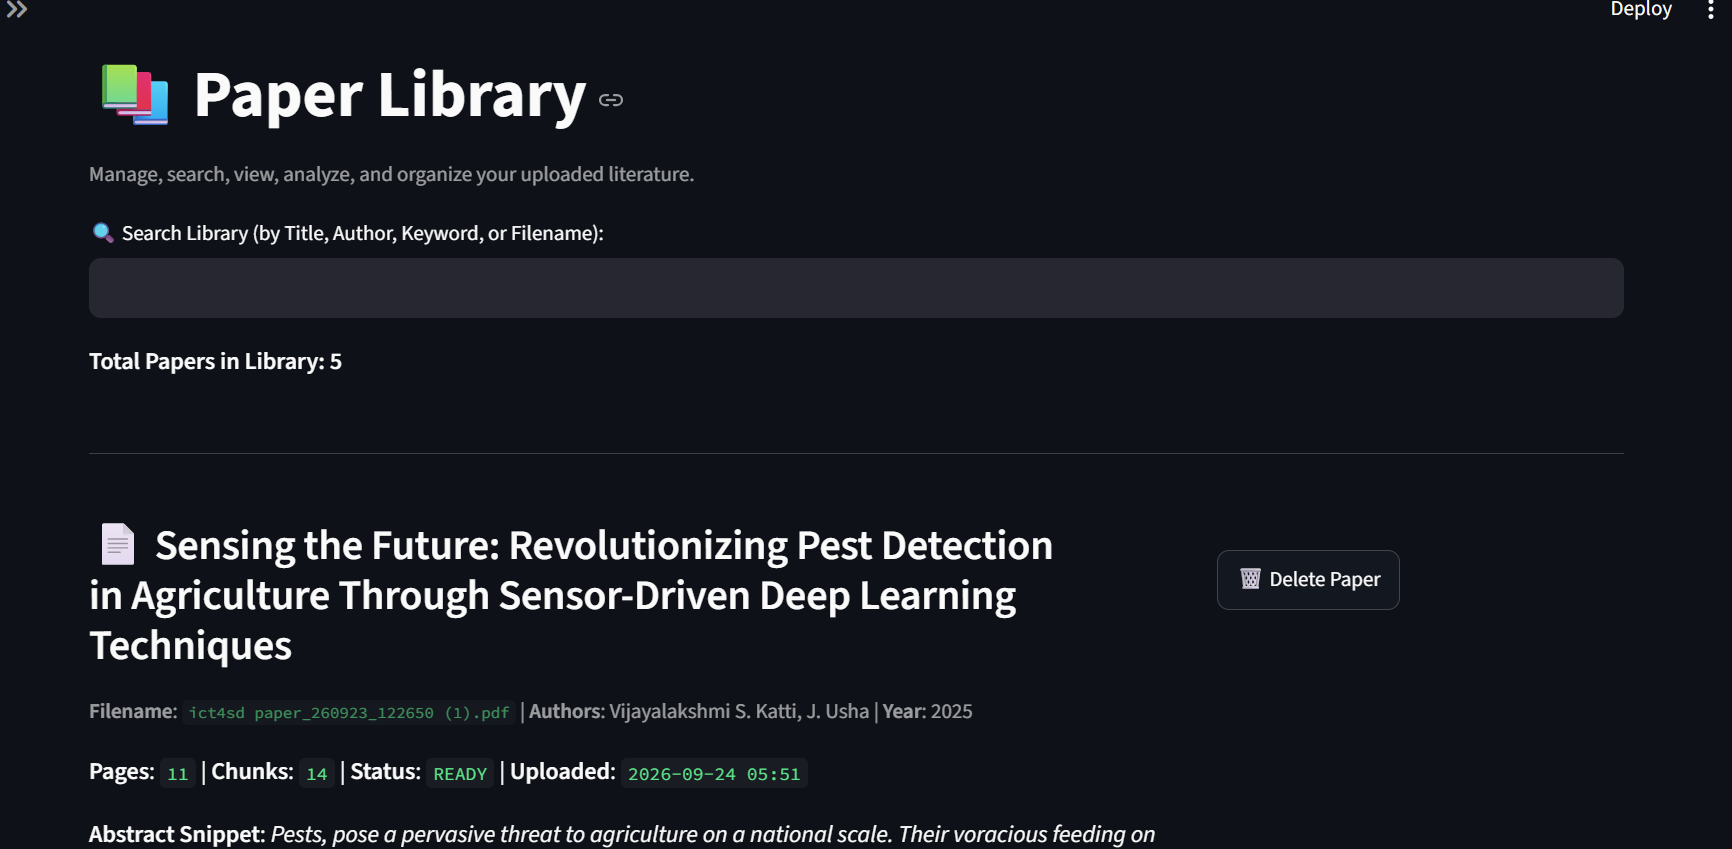 Deploy
Paper Library
Manage, search, view, analyze, and organize your uploaded literature.
Search Library (by Title, Author, Keyword, or Filename):
Total Papers in Library: 5
Sensing the Future: Revolutionizing Pest Detection
in Agriculture Through Sensor-Driven Deep Learning
Techniques
Delete Paper
Filename: ict4sd paper_260923_122650 (1).pdf | Authors: Vijayalakshmi S. Katti, J. Usha | Year: 2025
Pages: 11 | Chunks: 14 | Status: READY | Uploaded: 2026-09-24 05:51
Abstract Snippet: Pests, pose a pervasive threat to agriculture on a national scale. Their voracious feeding on